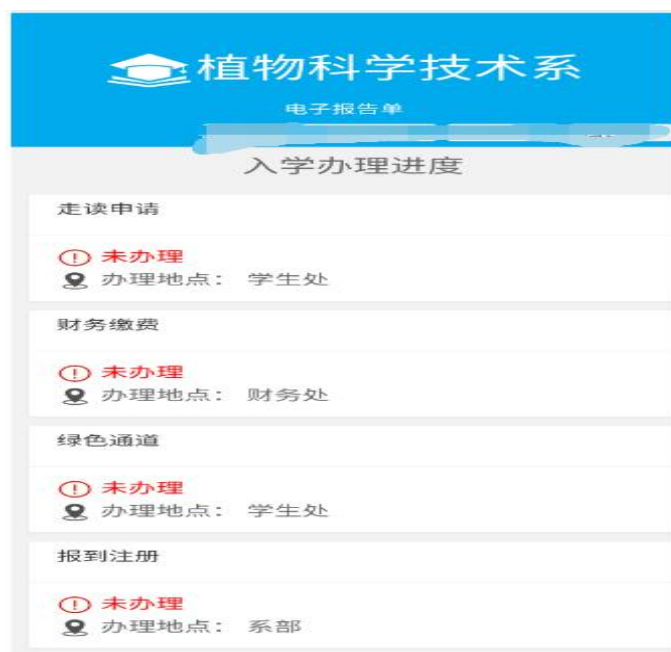 植物科学技术系
电子报告单
入学办理进度
走读申请
未办理
办理地点： 学生处
财务缴费
未办理
办理地点： 财务处
绿色通道
未办理
办理地点： 学生处
报到注册
未办理
办理地点： 系部